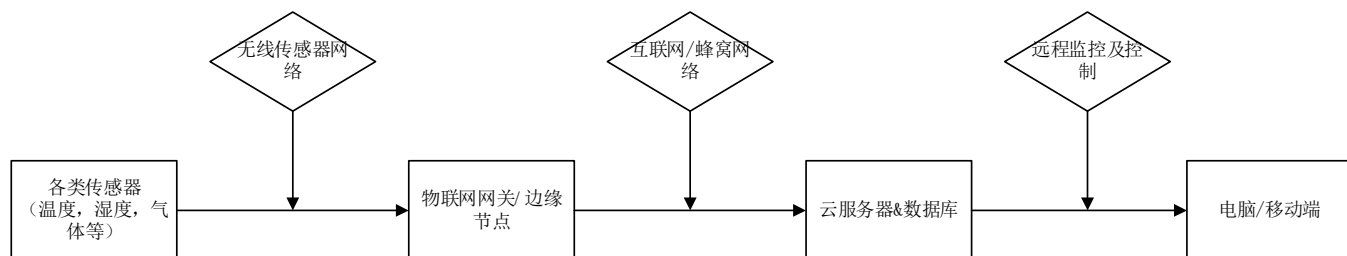 无线传感器网
络
互联网/蜂窝网
络
远程监控及控
制
各类传感器
（温度，湿度，气
体等）
物联网网关/边缘
节点
云服务器&数据库
电脑/移动端